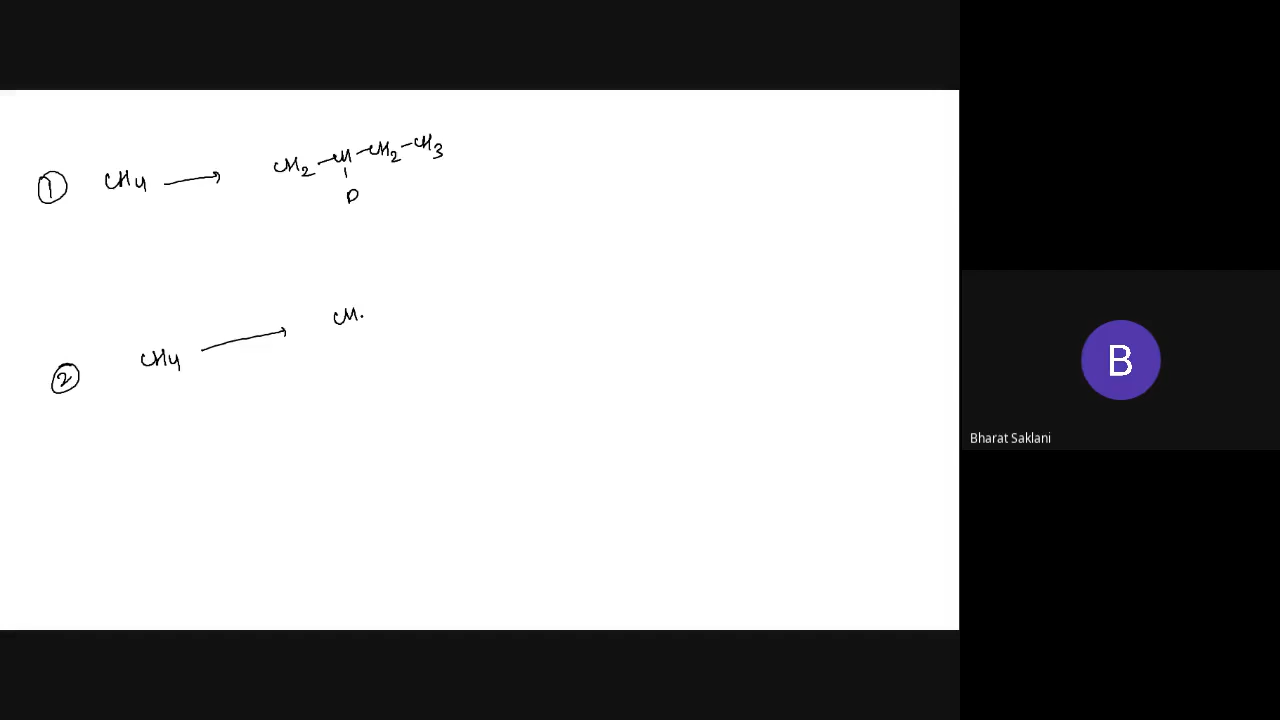 ① CH4 → CH2-CH-CH2-CH3
D
② CH4 → CH.
B
Bharat Saklani